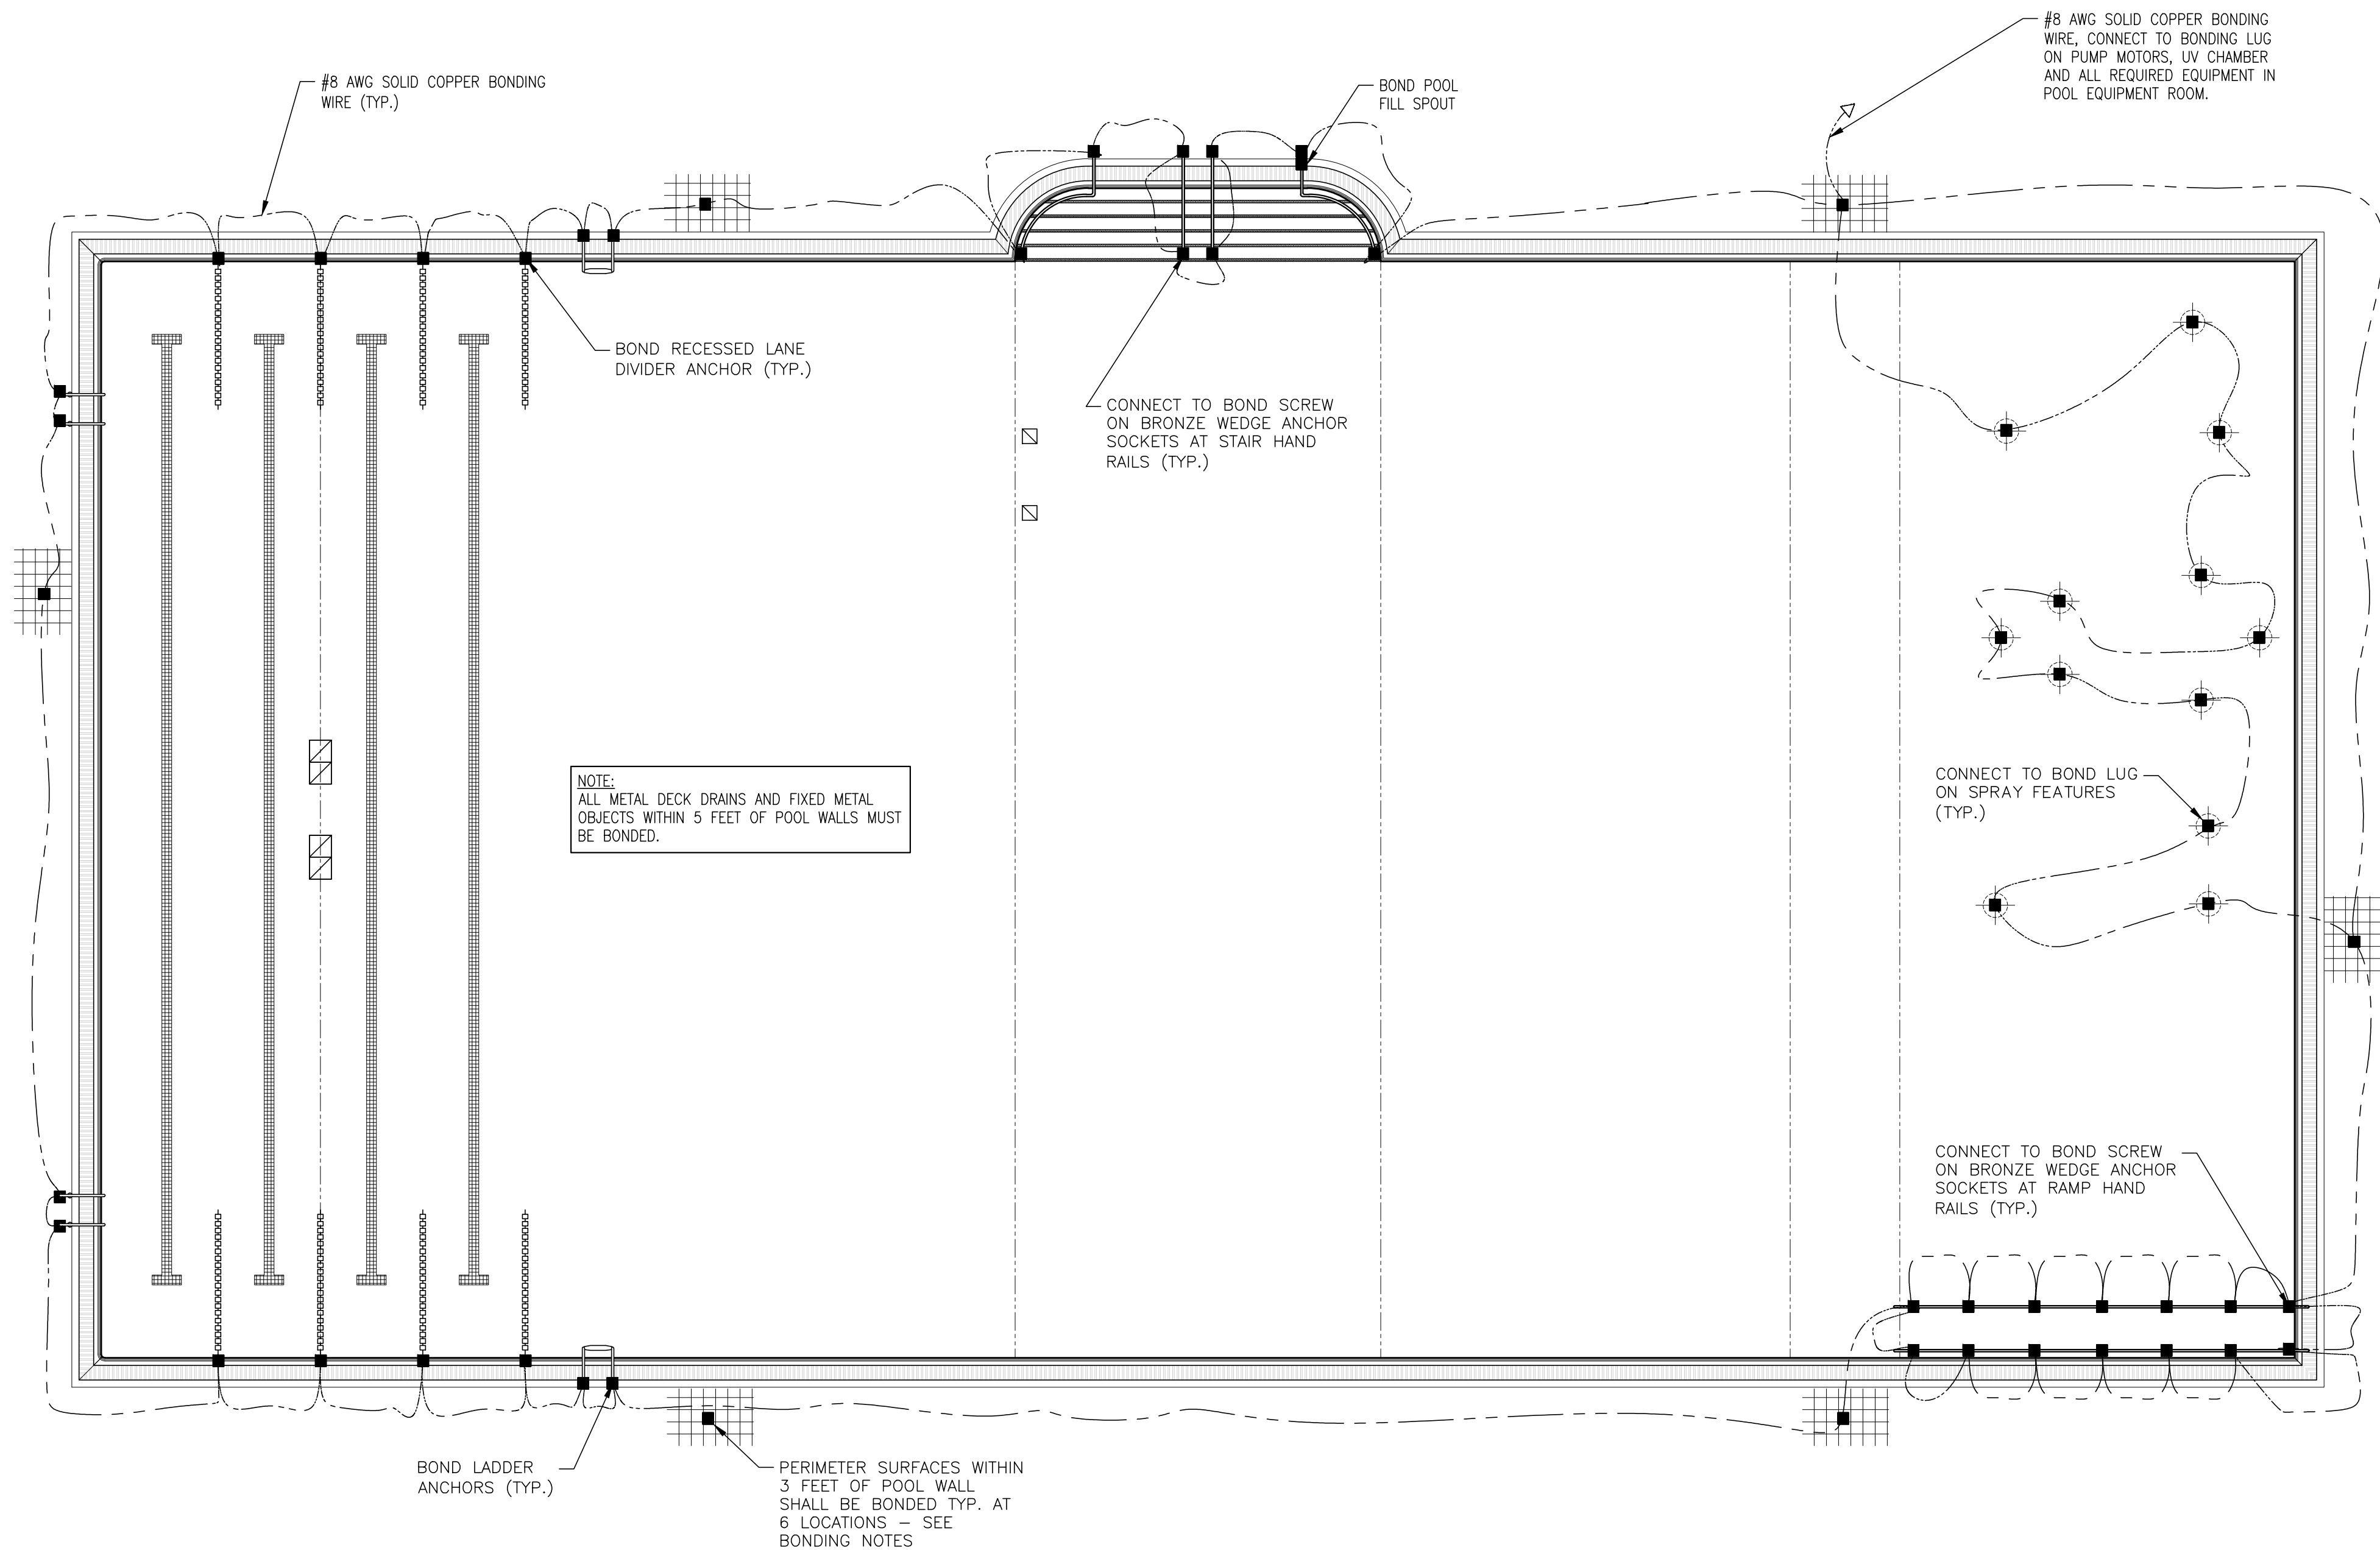 #8 AWG SOLID COPPER BONDING
WIRE, CONNECT TO BONDING LUG
ON PUMP MOTORS, UV CHAMBER
AND ALL REQUIRED EQUIPMENT IN
POOL EQUIPMENT ROOM.
#8 AWG SOLID COPPER BONDING
WIRE (TYP.)
BOND POOL
FILL SPOUT
BOND RECESSED LANE
DIVIDER ANCHOR (TYP.)
CONNECT TO BOND SCREW
ON BRONZE WEDGE ANCHOR
SOCKETS AT STAIR HAND
RAILS (TYP.)
NOTE:
ALL METAL DECK DRAINS AND FIXED METAL
OBJECTS WITHIN 5 FEET OF POOL WALLS MUST
BE BONDED.
CONNECT TO BOND LUG
ON SPRAY FEATURES
(TYP.)
CONNECT TO BOND SCREW
ON BRONZE WEDGE ANCHOR
SOCKETS AT RAMP HAND
RAILS (TYP.)
BOND LADDER
ANCHORS (TYP.)
PERIMETER SURFACES WITHIN
3 FEET OF POOL WALL
SHALL BE BONDED TYP. AT
6 LOCATIONS – SEE
BONDING NOTES